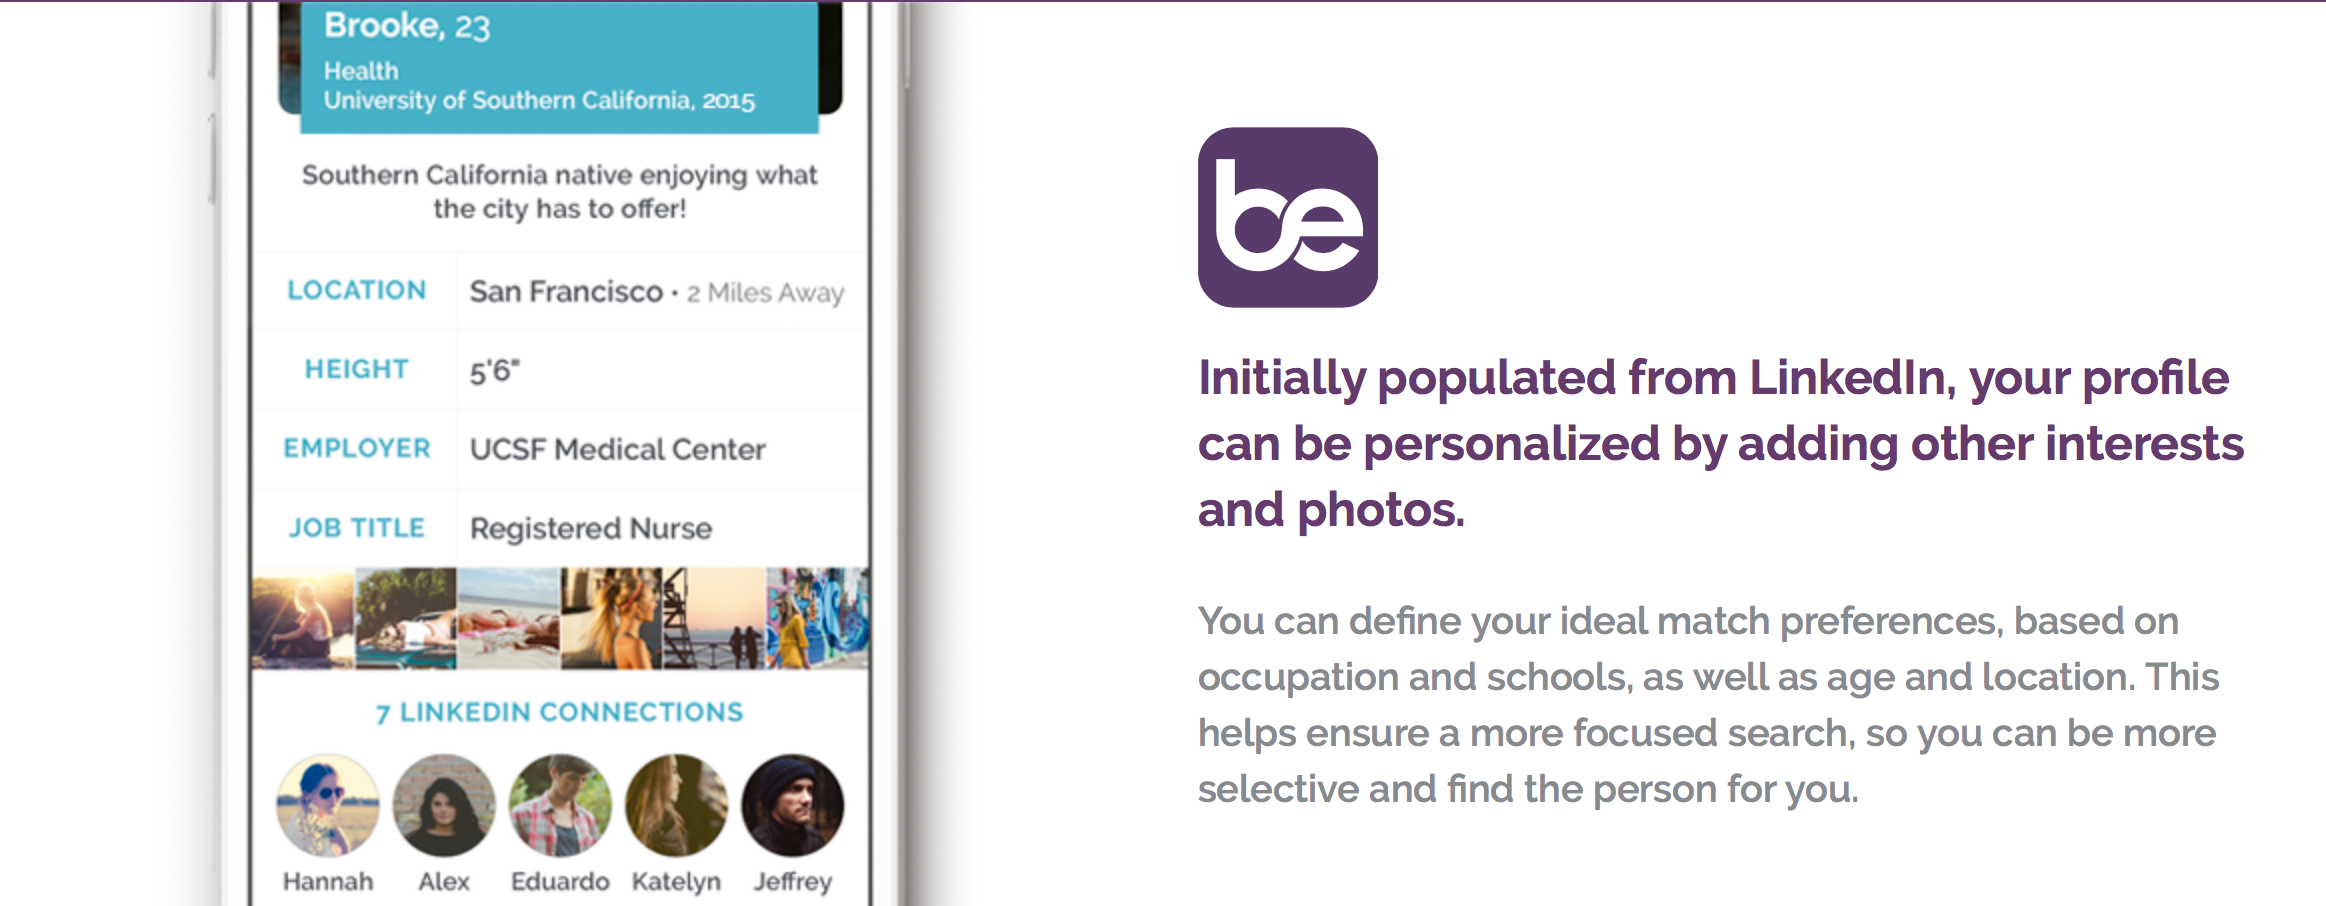 Brooke, 23
Health
University of Southern California, 2015
Southern California native enjoying what
the city has to offer!
LOCATION San Francisco • 2 Miles Away
HEIGHT 5'6"
EMPLOYER UCSF Medical Center
JOB TITLE Registered Nurse
7 LINKEDIN CONNECTIONS
Hannah Alex Eduardo Katelyn Jeffrey
be
Initially populated from LinkedIn, your profile
can be personalized by adding other interests
and photos.
You can define your ideal match preferences, based on
occupation and schools, as well as age and location. This
helps ensure a more focused search, so you can be more
selective and find the person for you.